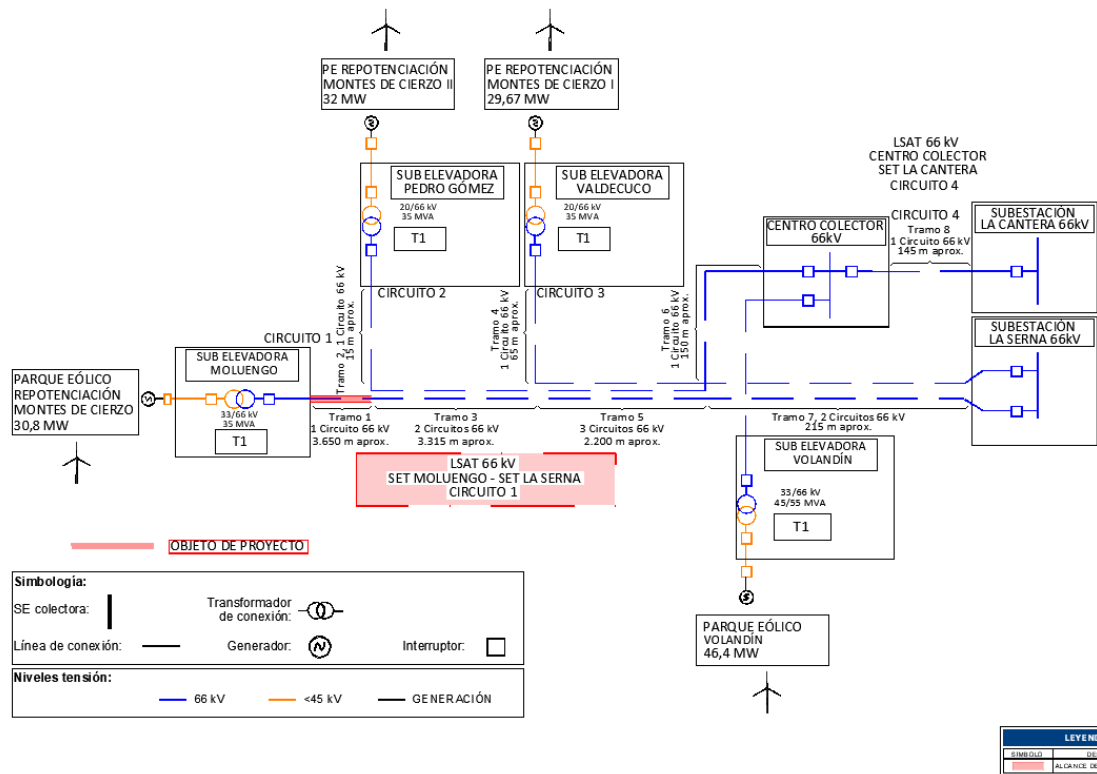 PE REPOTENCIACIÓN
MONTES DE CIERZO II
32 MW
PE REPOTENCIACIÓN
MONTES DE CIERZO I
29,67 MW
SUB ELEVADORA
PEDRO GÓMEZ
20/66 kV
35 MVA
T1
SUB ELEVADORA
VALDECUCO
20/66 kV
35 MVA
T1
LSAT 66 kV
CENTRO COLECTOR
SET LA CANTERA
CIRCUITO 4
CIRCUITO 4
Tramo 8
1 Circuito 66 kV
145 m aprox.
CENTRO COLECTOR
66kV
SUBESTACIÓN
LA CANTERA 66kV
SUBESTACIÓN
LA SERNA 66kV
CIRCUITO 2
CIRCUITO 3
CIRCUITO 1
Tramo 2, 1 Circuito 66 kV
15 m aprox.
Tramo 4
1 Circuito 66 kV
65 m aprox.
Tramo 6
1 Circuito 66 kV
150 m aprox.
PARQUE EÓLICO
REPOTENCIACIÓN
MONTES DE CIERZO
30,8 MW
SUB ELEVADORA
MOLUENGO
33/66 kV
35 MVA
T1
Tramo 1
1 Circuito 66 kV
3.650 m aprox.
Tramo 3
2 Circuitos 66 kV
3.315 m aprox.
Tramo 5
3 Circuitos 66 kV
2.200 m aprox.
Tramo 7, 2 Circuitos 66 kV
215 m aprox.
LSAT 66 kV
SET MOLUENGO - SET LA SERNA
CIRCUITO 1
SUB ELEVADORA
VOLANDÍN
33/66 kV
45/55 MVA
T1
PARQUE EÓLICO
VOLANDÍN
46,4 MW
OBJETO DE PROYECTO
Simbología:
SE colectora:
Transformador
de conexión:
Línea de conexión:
Generador:
Interruptor:
Niveles tensión:
66 kV
<45 kV
GENERACIÓN
LEYEN
SIMBOLO
DE
ALCANCE DE